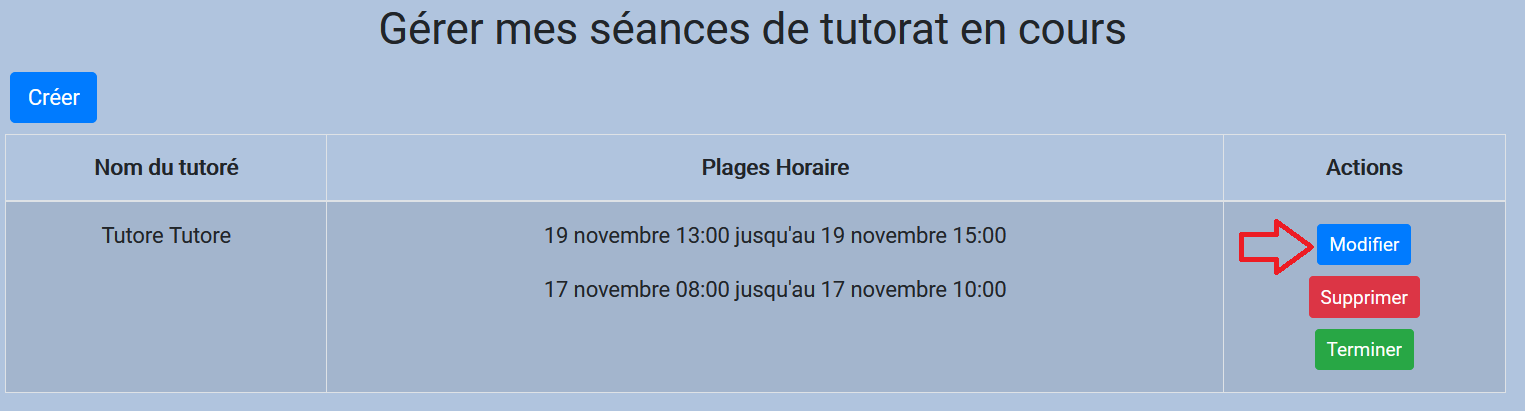 Gérer mes séances de tutorat en cours
Créer
Nom du tutoré Plages Horaire Actions
Tutore Tutore 19 novembre 13:00 jusqu'au 19 novembre 15:00 Modifier
17 novembre 08:00 jusqu'au 17 novembre 10:00 Supprimer
Terminer